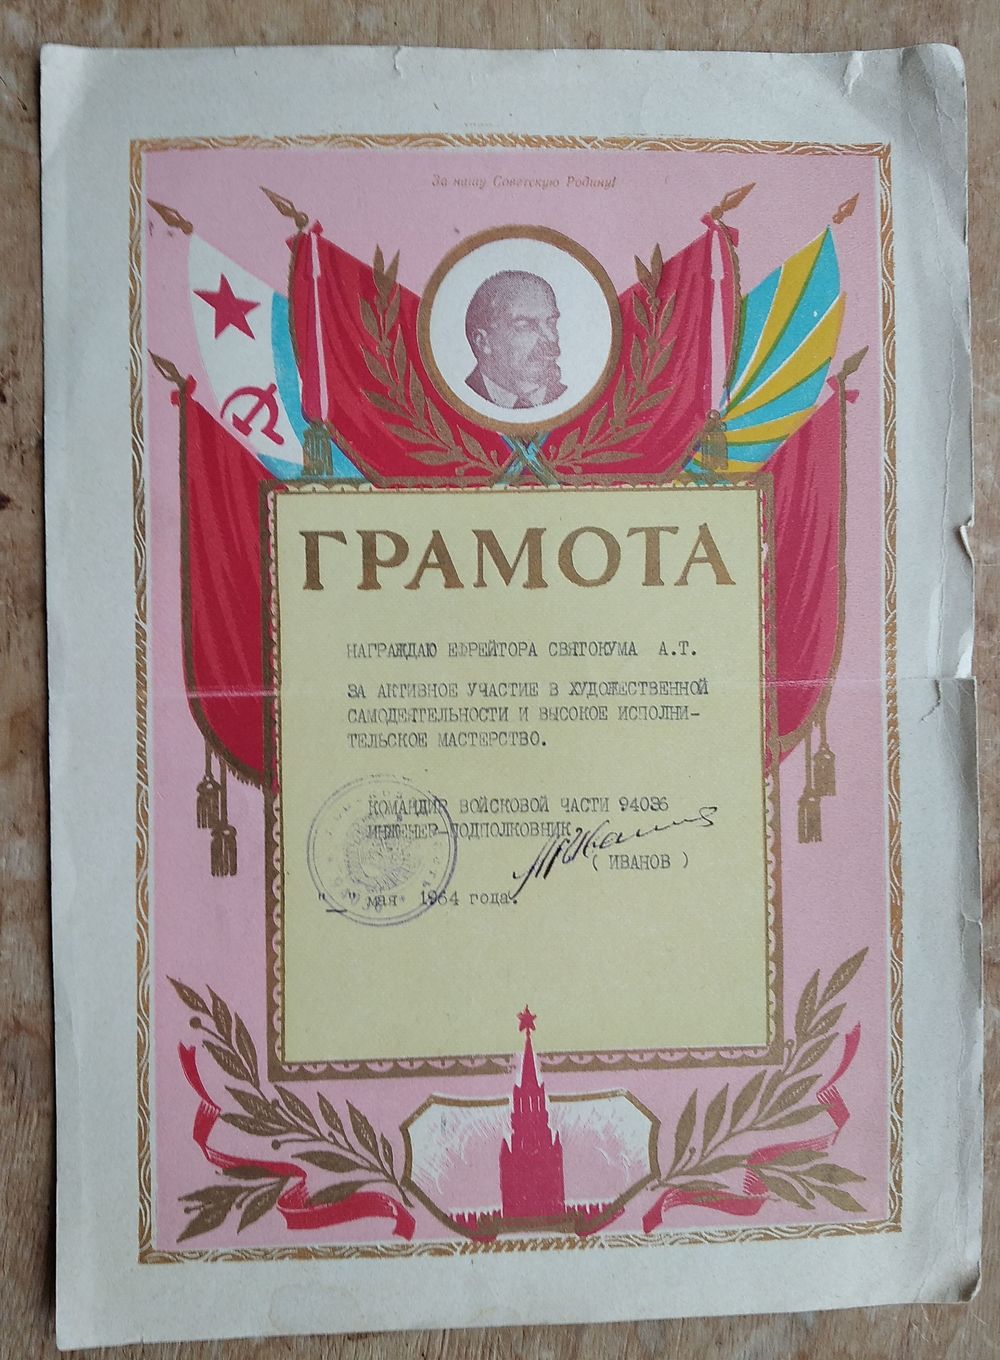 За нашу Советскую Родину!
ГРАМОТА
НАГРАЖДАЮ ЕФРЕЙТОРА СВЯТОКУМА А.Т.
ЗА АКТИВНОЕ УЧАСТИЕ В ХУДОЖЕСТВЕННОЙ
САМОДЕЯТЕЛЬНОСТИ И ВЫСОКОЕ ИСПОЛНИ-
ТЕЛЬСКОЕ МАСТЕРСТВО.
КОМАНДИР ВОЙСКОВОЙ ЧАСТИ 94036
ИНЖЕНЕР-ПОДПОЛКОВНИК
( ИВАНОВ )
"_" мая 1964 года.